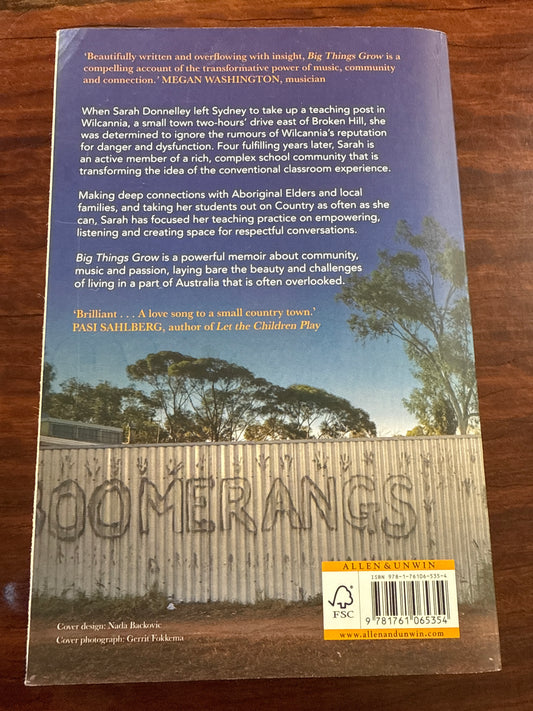 ‘Beautifully written and overflowing with insight, Big Things Grow is a
compelling account of the transformative power of music, community
and connection.’ MEGAN WASHINGTON, musician
When Sarah Donnelley left Sydney to take up a teaching post in
Wilcannia, a small town two-hours’ drive east of Broken Hill, she
was determined to ignore the rumours of Wilcannia’s reputation
for danger and dysfunction. Four fulfilling years later, Sarah is
an active member of a rich, complex school community that is
transforming the idea of the conventional classroom experience.
Making deep connections with Aboriginal Elders and local
families, and taking her students out on Country as often as she
can, Sarah has focused her teaching practice on empowering,
listening and creating space for respectful conversations.
Big Things Grow is a powerful memoir about community,
music and passion, laying bare the beauty and challenges
of living in a part of Australia that is often overlooked.
‘Brilliant . . . A love song to a small country town.’
PASI SAHLBERG, author of Let the Children Play
BOOMERANGS
ALLEN & UNWIN
ISBN 978-1-76106-535-4
FSC
9 781761 065354
www.allenandunwin.com
Cover design: Nada Backovic
Cover photograph: Gerrit Fokkema